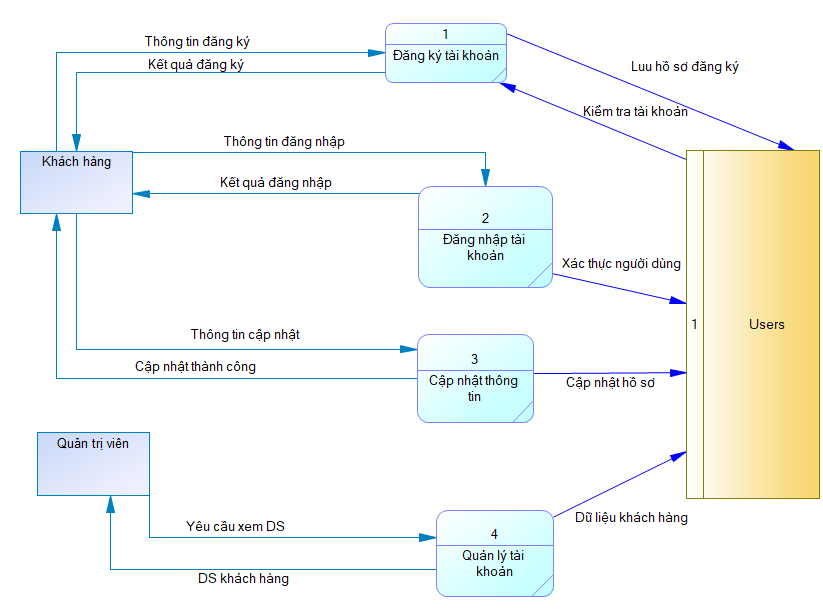 1
Đăng ký tài khoản
Thông tin đăng ký
Kết quả đăng ký
Lưu hồ sơ đăng ký
Kiểm tra tài khoản
Khách hàng
Thông tin đăng nhập
Kết quả đăng nhập
2
Đăng nhập tài
khoản
Xác thực người dùng
1
Users
Thông tin cập nhật
Cập nhật thành công
3
Cập nhật thông
tin
Cập nhật hồ sơ
Quản trị viên
Yêu cầu xem DS
DS khách hàng
4
Quản lý tài
khoản
Dữ liệu khách hàng